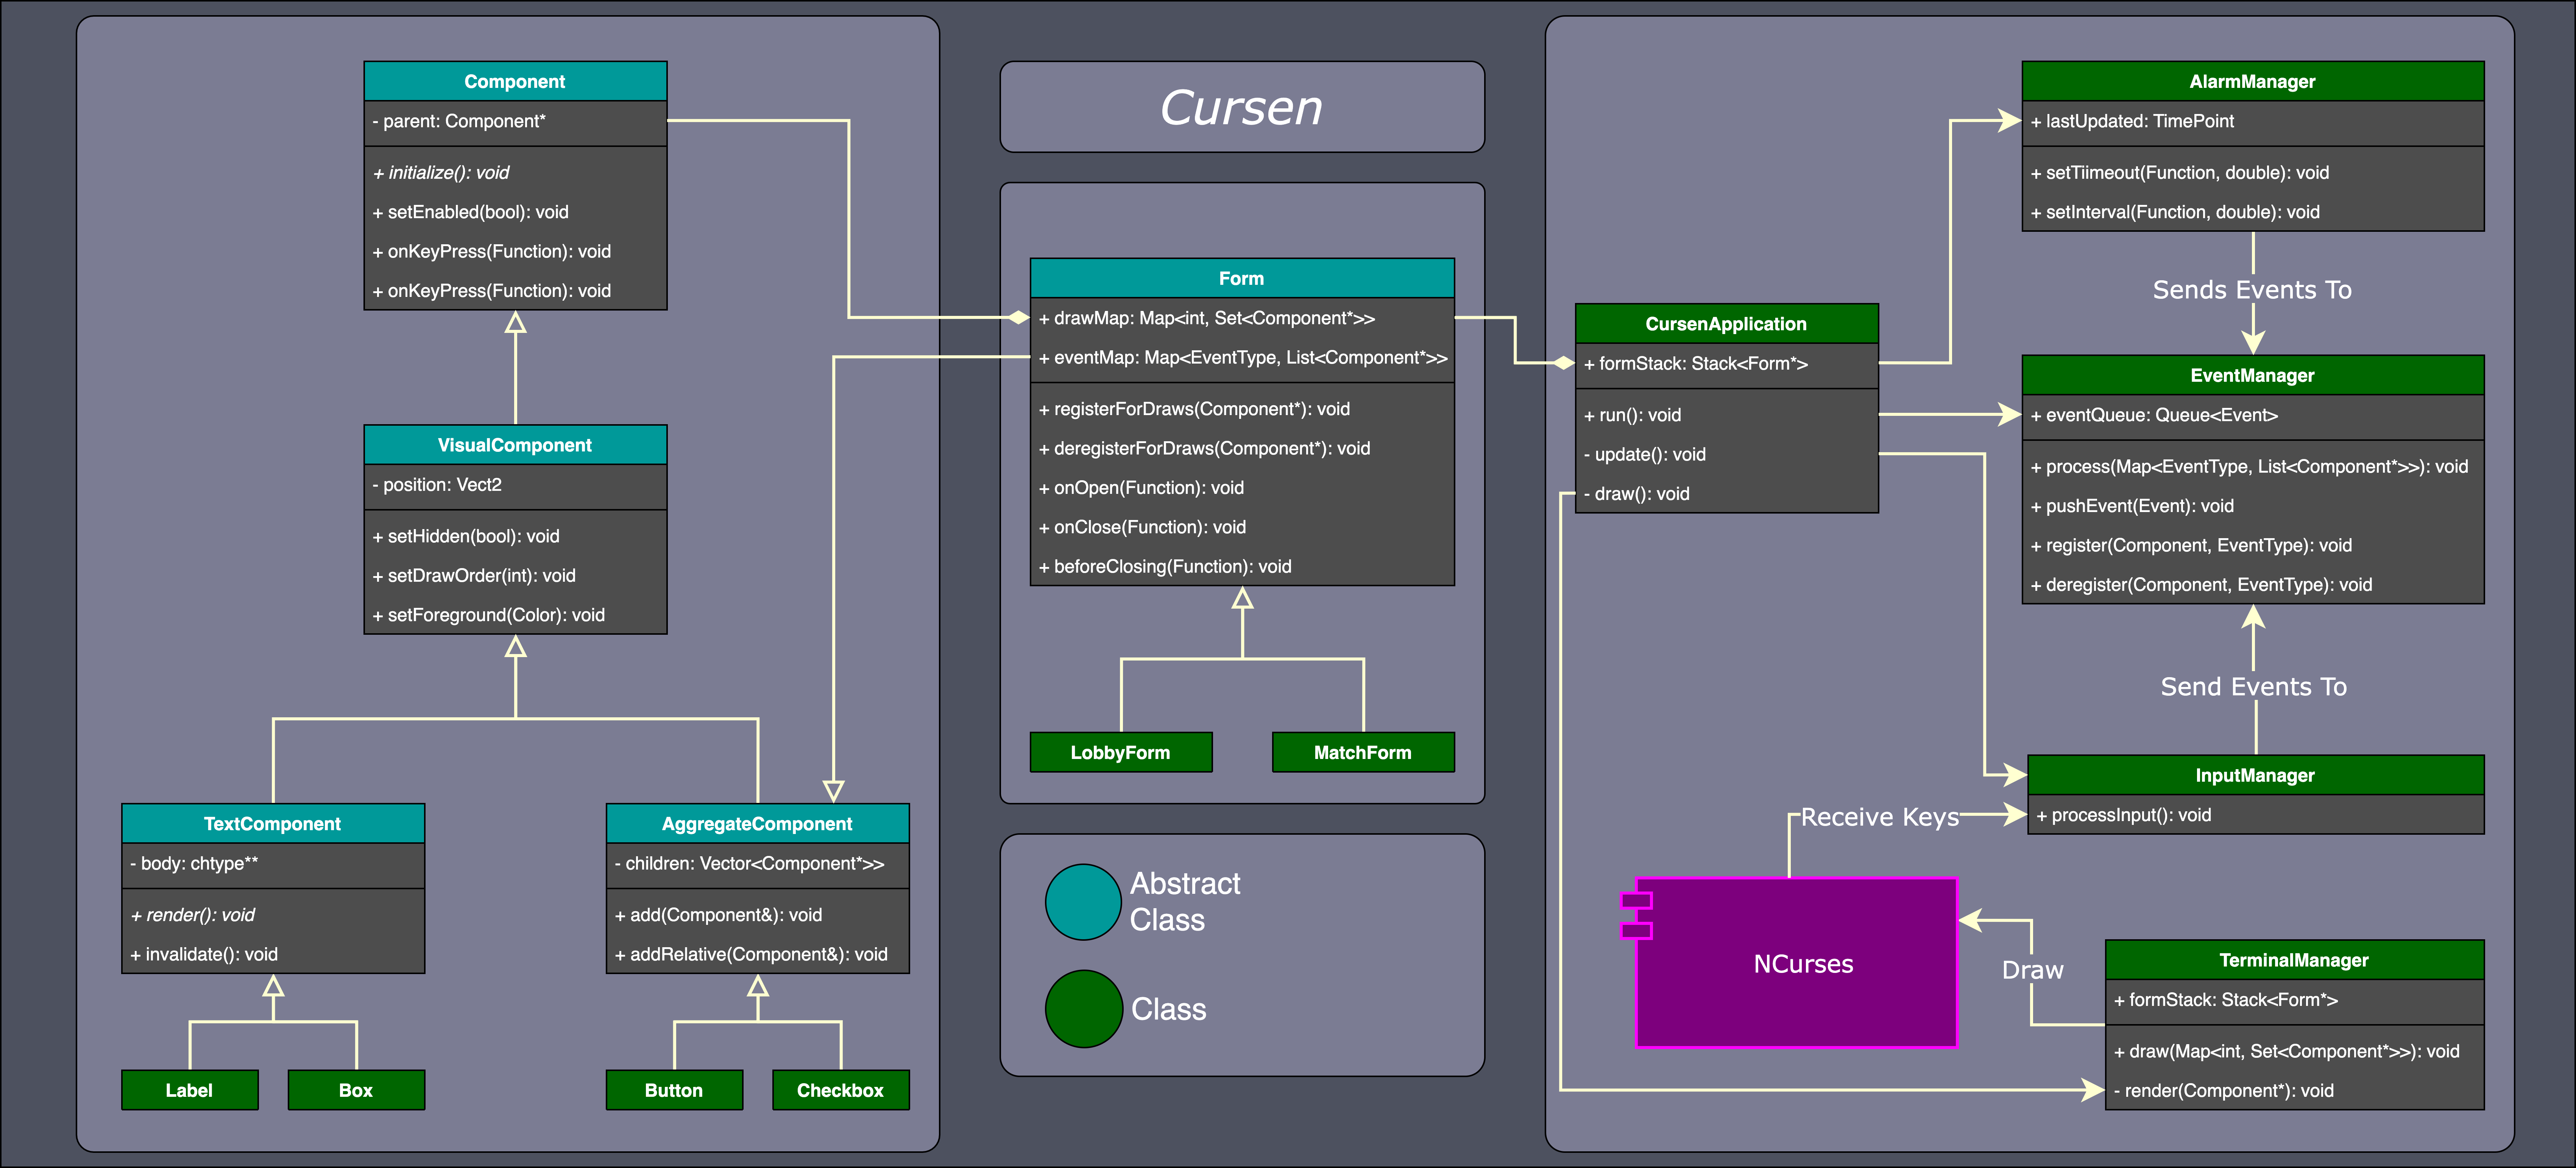 Component
- parent: Component*
+ initialize(): void
+ setEnabled(bool): void
+ onKeyPress(Function): void
+ onKeyPress(Function): void
VisualComponent
- position: Vect2
+ setHidden(bool): void
+ setDrawOrder(int): void
+ setForeground(Color): void
TextComponent
- body: chtype**
+ render(): void
+ invalidate(): void
AggregateComponent
- children: Vector<Component*>>
+ add(Component&): void
+ addRelative(Component&): void
Label
Box
Button
Checkbox
Cursen
Form
+ drawMap: Map<int, Set<Component*>>
+ eventMap: Map<EventType, List<Component*>>
+ registerForDraws(Component*): void
+ deregisterForDraws(Component*): void
+ onOpen(Function): void
+ onClose(Function): void
+ beforeClosing(Function): void
LobbyForm
MatchForm
Abstract
Class
Class
CursenApplication
+ formStack: Stack<Form*>
+ run(): void
- update(): void
- draw(): void
AlarmManager
+ lastUpdated: TimePoint
+ setTiimeout(Function, double): void
+ setInterval(Function, double): void
Sends Events To
EventManager
+ eventQueue: Queue<Event>
+ process(Map<EventType, List<Component*>>): void
+ pushEvent(Event): void
+ register(Component, EventType): void
+ deregister(Component, EventType): void
Send Events To
InputManager
+ processInput(): void
Receive Keys
NCurses
Draw
TerminalManager
+ formStack: Stack<Form*>
+ draw(Map<int, Set<Component*>>): void
- render(Component*): void